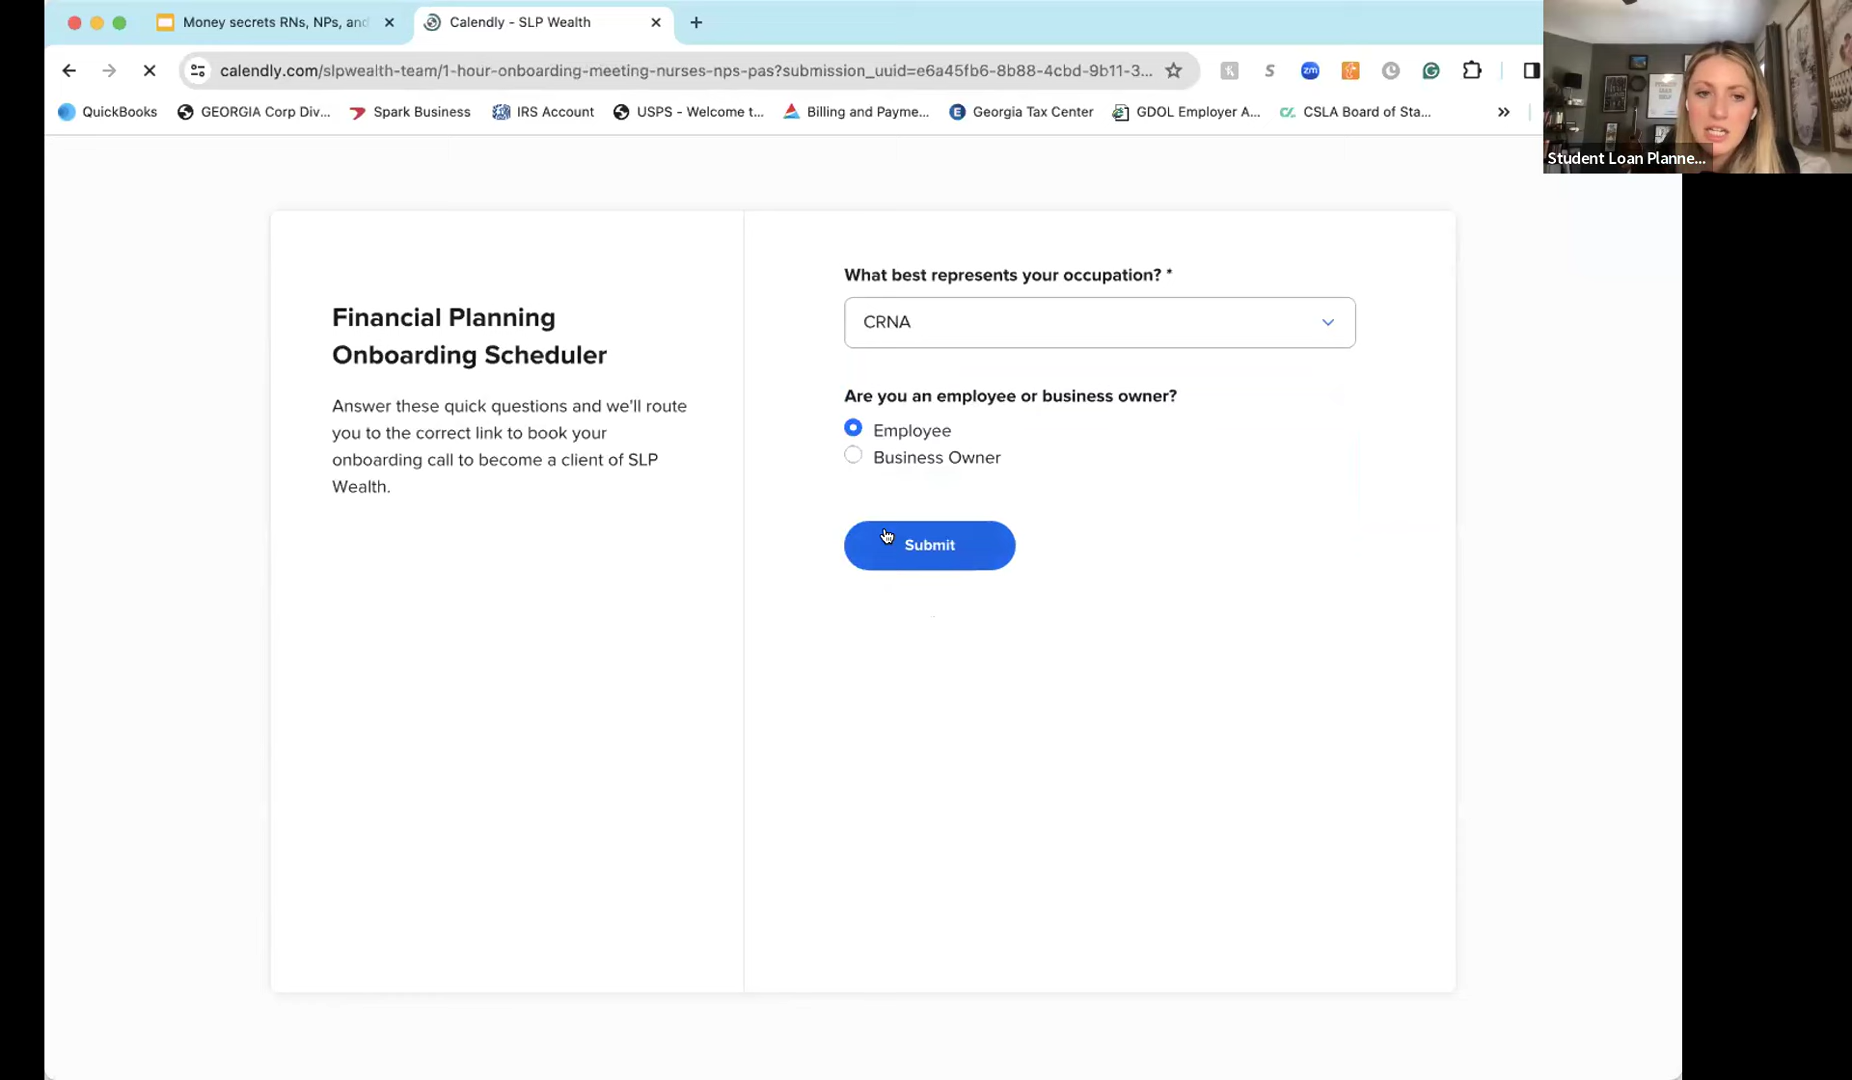 Money secrets RNs, NPs, and
Calendly - SLP Wealth
calendly.com/slpwealth-team/1-hour-onboarding-meeting-nurses-nps-pas?submission_uuid=e6a45fb6-8b88-4cbd-9b11-3...
zm
QuickBooks
GEORGIA Corp Div...
Spark Business
IRS Account
USPS - Welcome t...
Billing and Payme...
Georgia Tax Center
GDOL Employer A...
CSLA Board of Sta...
Student Loan Planne...
Financial Planning
Onboarding Scheduler
Answer these quick questions and we'll route
you to the correct link to book your
onboarding call to become a client of SLP
Wealth.
What best represents your occupation? *
CRNA
Are you an employee or business owner?
Employee
Business Owner
Submit